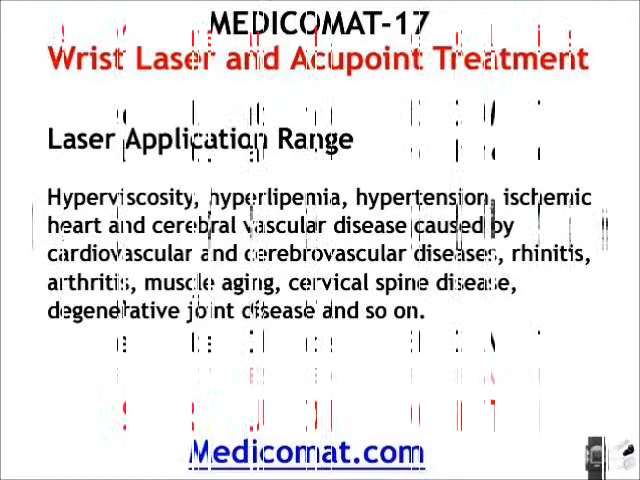 MEDICOMAT-17
Wrist Laser and Acupoint Treatment
Laser Application Range
Hyperviscosity, hyperlipemia, hypertension, ischemic
heart and cerebral vascular disease caused by
cardiovascular and cerebrovascular diseases, rhinitis,
arthritis, muscle aging, cervical spine disease,
degenerative joint disease and so on.
Medicomat.com